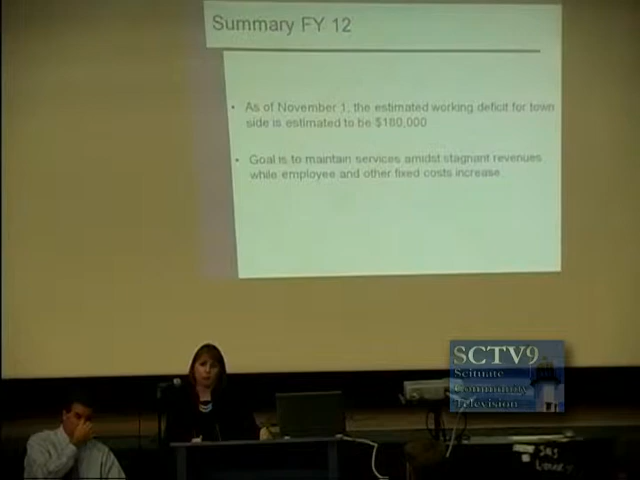 Summary FY 12
• As of November 1, the estimated working deficit for town
side is estimated to be $180,000
• Goal is to maintain services amidst stagnant revenues
while employee and other fixed costs increase
SCTV9
Scituate
Community
Television